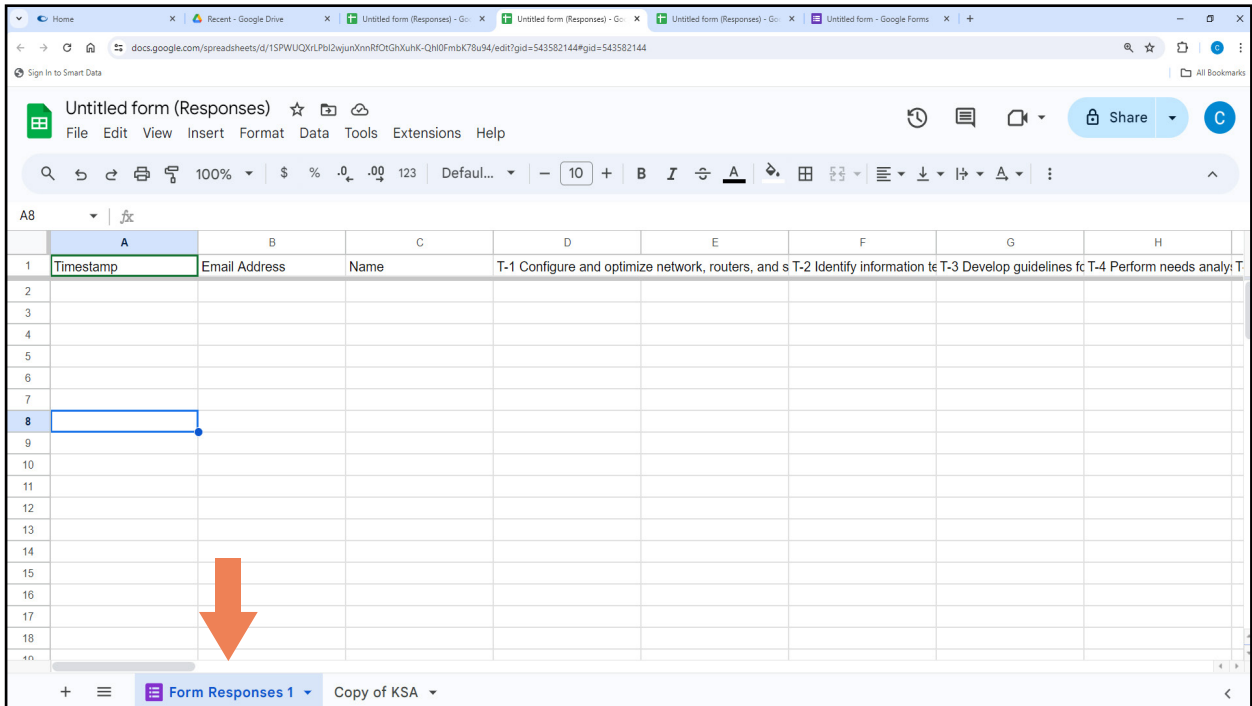 Home
Recent - Google Drive
Untitled form (Responses) - Go
Untitled form (Responses) - Go
Untitled form (Responses) - Go
Untitled form - Google Forms
docs.google.com/spreadsheets/d/
/edit?gid=543582144#gid=543582144
C
Sign In to Smart Data
All Bookmarks
Untitled form (Responses)
File Edit View Insert Format Data Tools Extensions Help
Share
C
100% $ % .0 .00 123 Defaul... − 10 + B I A
A8 fx
A B C D E F G H
1 Timestamp Email Address Name T-1 Configure and optimize network, routers, and s T-2 Identify information te T-3 Develop guidelines fo T-4 Perform needs analy: T-
2
3
4
5
6
7
8
9
10
11
12
13
14
15
16
17
18
19
Form Responses 1 Copy of KSA